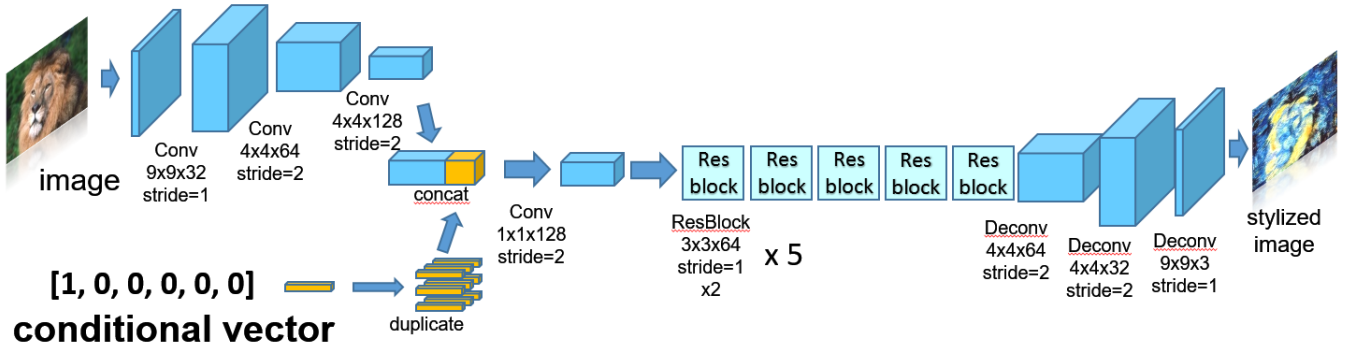 image
Conv
9x9x32
stride=1
Conv
4x4x64
stride=2
Conv
4x4x128
stride=2
concat
[1, 0, 0, 0, 0, 0]
conditional vector
duplicate
Conv
1x1x128
stride=2
Res
block
Res
block
Res
block
Res
block
Res
block
ResBlock
3x3x64
stride=1
x2
x 5
Deconv
4x4x64
stride=2
Deconv
4x4x32
stride=2
Deconv
9x9x3
stride=1
stylized
image